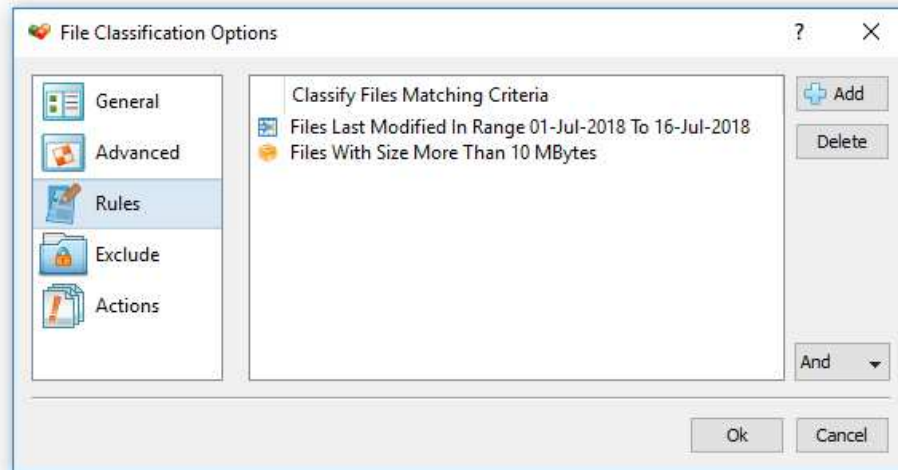 File Classification Options
?
General
Advanced
Rules
Exclude
Actions
Classify Files Matching Criteria
Files Last Modified In Range 01-Jul-2018 To 16-Jul-2018
Files With Size More Than 10 MBytes
Add
Delete
And
Ok
Cancel